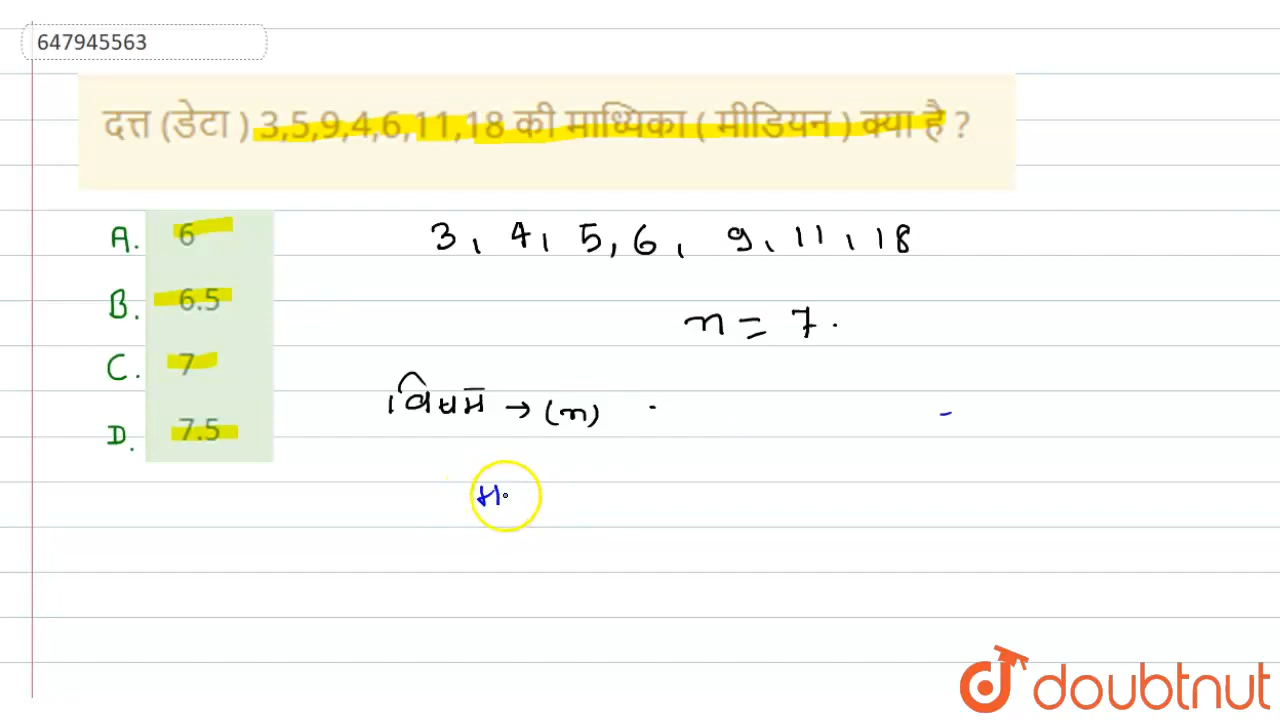 647945563
दत्त (डेटा ) 3,5,9,4,6,11,18 की माध्यिका ( मीडियन ) क्या है ?
A. 6
3, 4, 5, 6, 9, 11, 18
B. 6.5
n = 7.
C. 7
विषम → (n)
D. 7.5
doubtnut